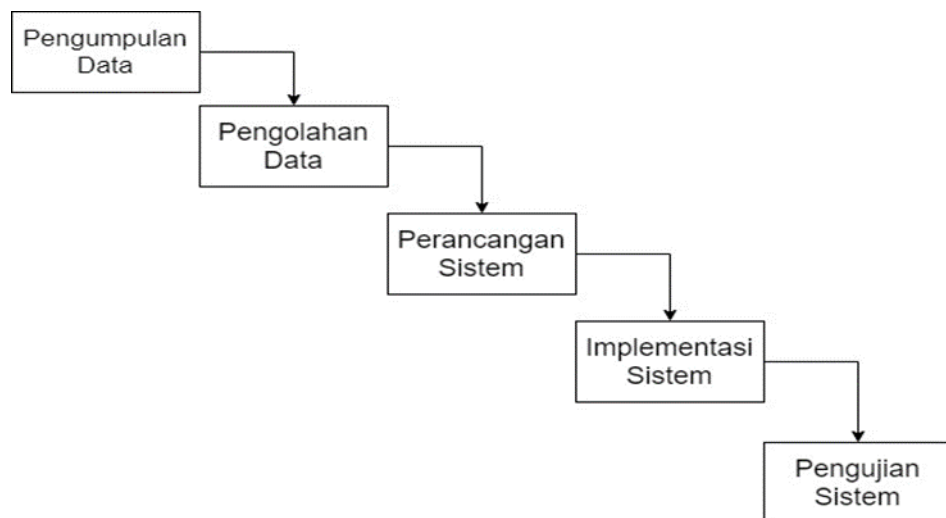 Pengumpulan
Data
Pengolahan
Data
Perancangan
Sistem
Implementasi
Sistem
Pengujian
Sistem